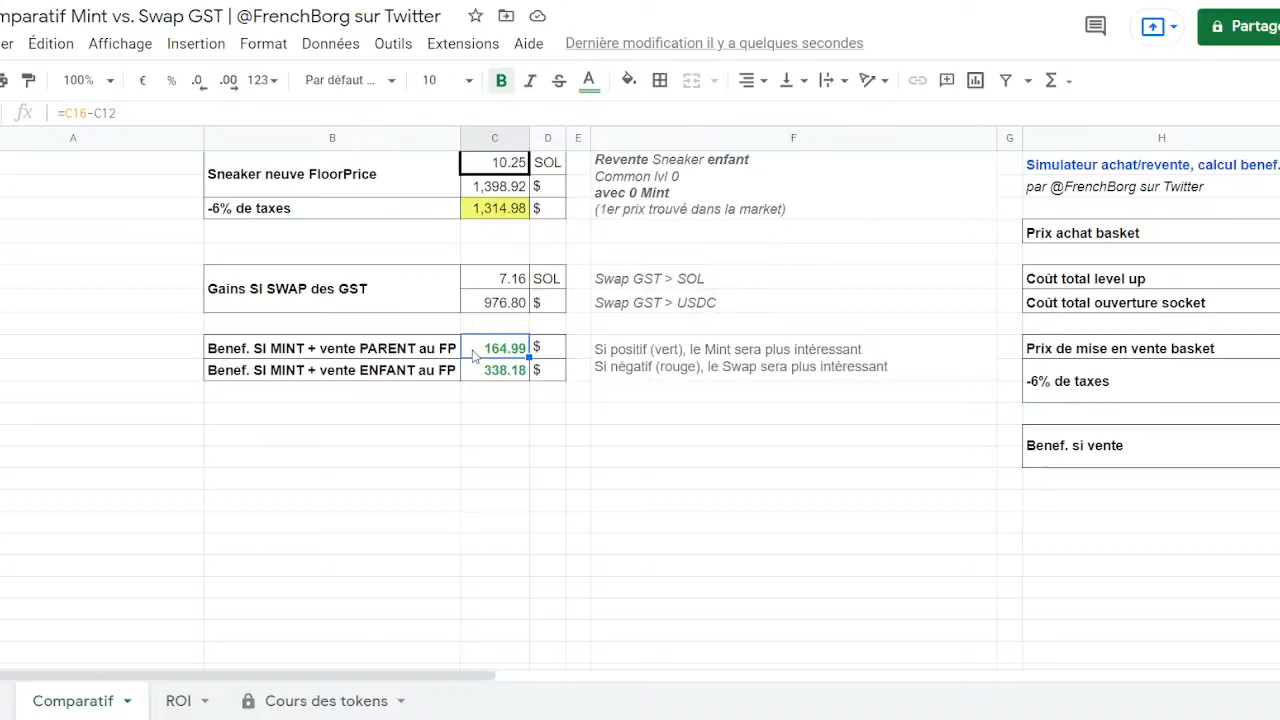 mparatif Mint vs. Swap GST | @FrenchBorg sur Twitter
er Édition Affichage Insertion Format Données Outils Extensions Aide Dernière modification il y a quelques secondes
Partage
100% € % .0 .00 123 Par défaut ... 10 B I S A Σ
fx =C16-C12
A B C D E F G H
Sneaker neuve FloorPrice 10.25 SOL
1,398.92 $
-6% de taxes 1,314.98 $
Revente Sneaker enfant
Common lvl 0
avec 0 Mint
(1er prix trouvé dans la market)
Simulateur achat/revente, calcul benef.
par @FrenchBorg sur Twitter
Prix achat basket
Gains SI SWAP des GST 7.16 SOL Swap GST > SOL
976.80 $ Swap GST > USDC
Coût total level up
Coût total ouverture socket
Benef. SI MINT + vente PARENT au FP 164.99 $
Benef. SI MINT + vente ENFANT au FP 338.18 $
Si positif (vert), le Mint sera plus intéressant
Si négatif (rouge), le Swap sera plus intéressant
Prix de mise en vente basket
-6% de taxes
Benef. si vente
Comparatif ROI Cours des tokens